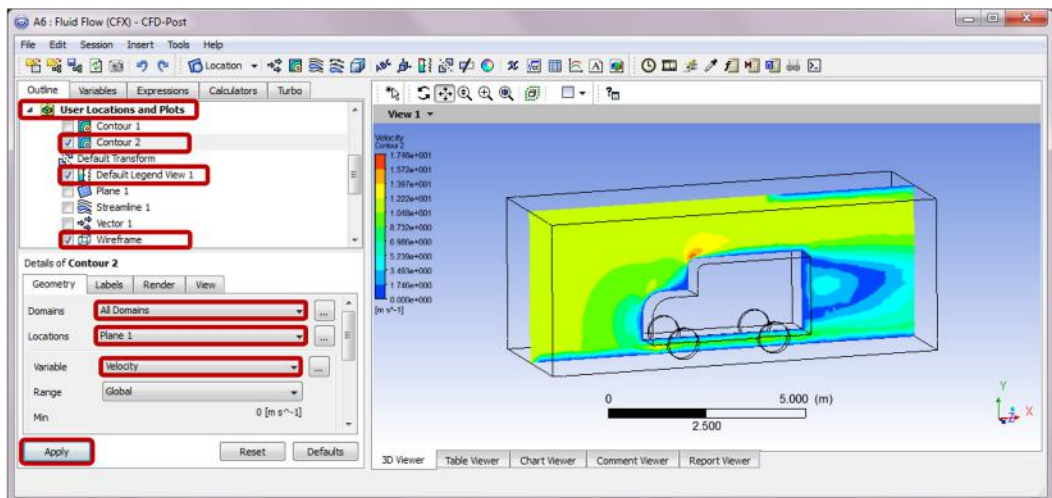 A6 : Fluid Flow (CFX) - CFD-Post
File Edit Session Insert Tools Help
Location
Outline Variables Expressions Calculators Turbo
User Locations and Plots
Contour 1
Contour 2
Default Transform
Default Legend View 1
Plane 1
Streamline 1
Vector 1
Wireframe
Details of Contour 2
Geometry Labels Render View
Domains All Domains ...
Locations Plane 1 ...
Variable Velocity ...
Range Global
Min 0 [m s^-1]
Apply Reset Defaults
View 1
Velocity
Contour 2
1.746e+001
1.572e+001
1.397e+001
1.222e+001
1.048e+001
8.732e+000
6.986e+000
5.239e+000
3.493e+000
1.746e+000
0.000e+000
[m s^-1]
0 5.000 (m)
2.500
Y
Z X
3D Viewer Table Viewer Chart Viewer Comment Viewer Report Viewer